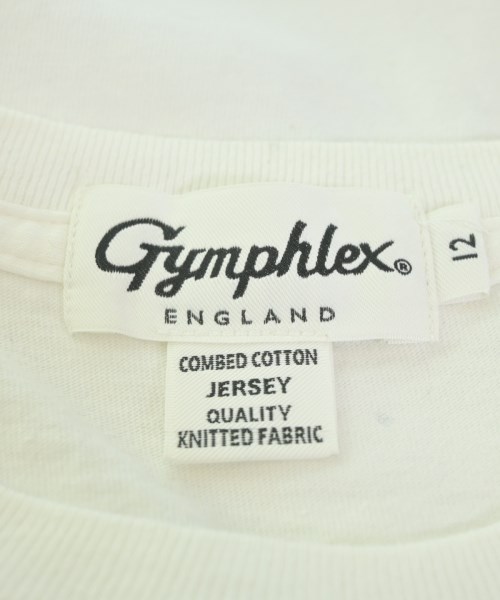 Gymphlex®
ENGLAND
12
COMBED COTTON
JERSEY
QUALITY
KNITTED FABRIC